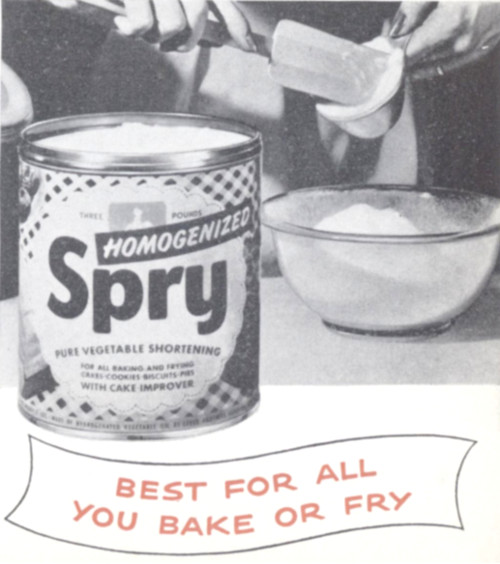 THREE POUNDS
HOMOGENIZED
Spry
PURE VEGETABLE SHORTENING
FOR ALL BAKING AND FRYING
CAKES·COOKIES·BISCUITS·PIES
WITH CAKE IMPROVER
BEST FOR ALL
YOU BAKE OR FRY